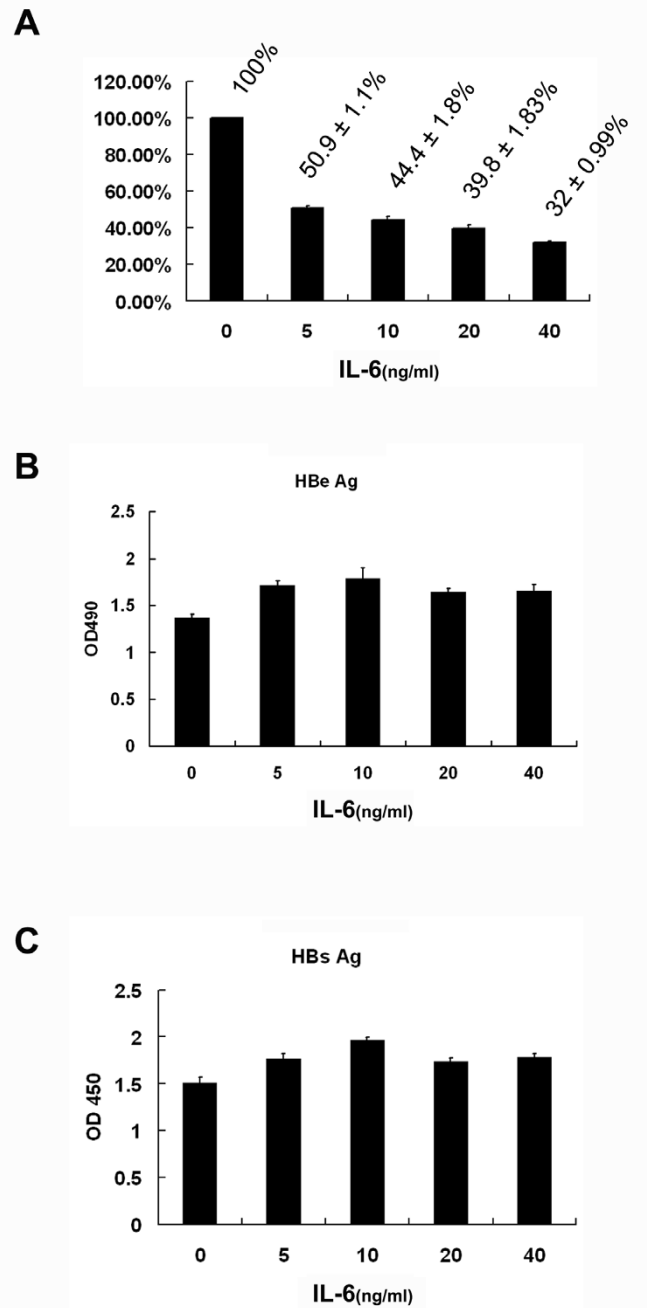 A
100%
50.9 ± 1.1%
44.4 ± 1.8%
39.8 ± 1.83%
32 ± 0.99%
120.00%
100.00%
80.00%
60.00%
40.00%
20.00%
0.00%
0 5 10 20 40
IL-6(ng/ml)
B
HBe Ag
2.5
2
1.5
1
0.5
0
OD490
0 5 10 20 40
IL-6(ng/ml)
C
HBs Ag
2.5
2
1.5
1
0.5
0
OD 450
0 5 10 20 40
IL-6(ng/ml)